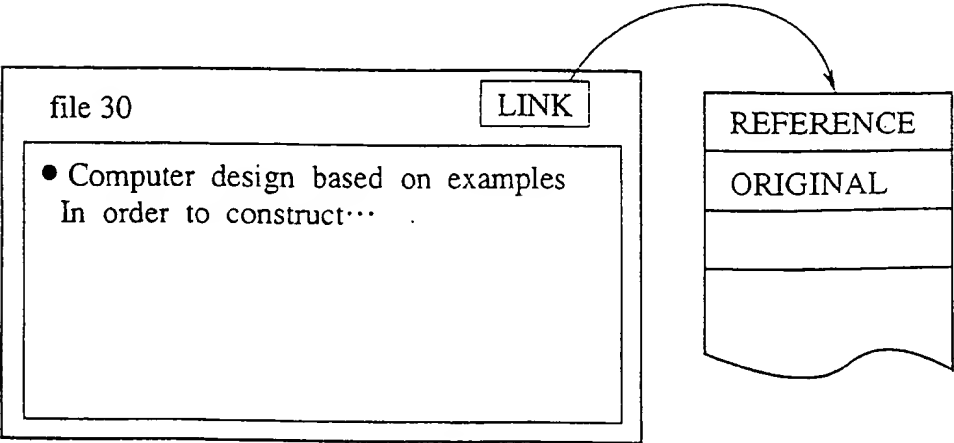 file 30
LINK
● Computer design based on examples
In order to construct⋯
REFERENCE
ORIGINAL